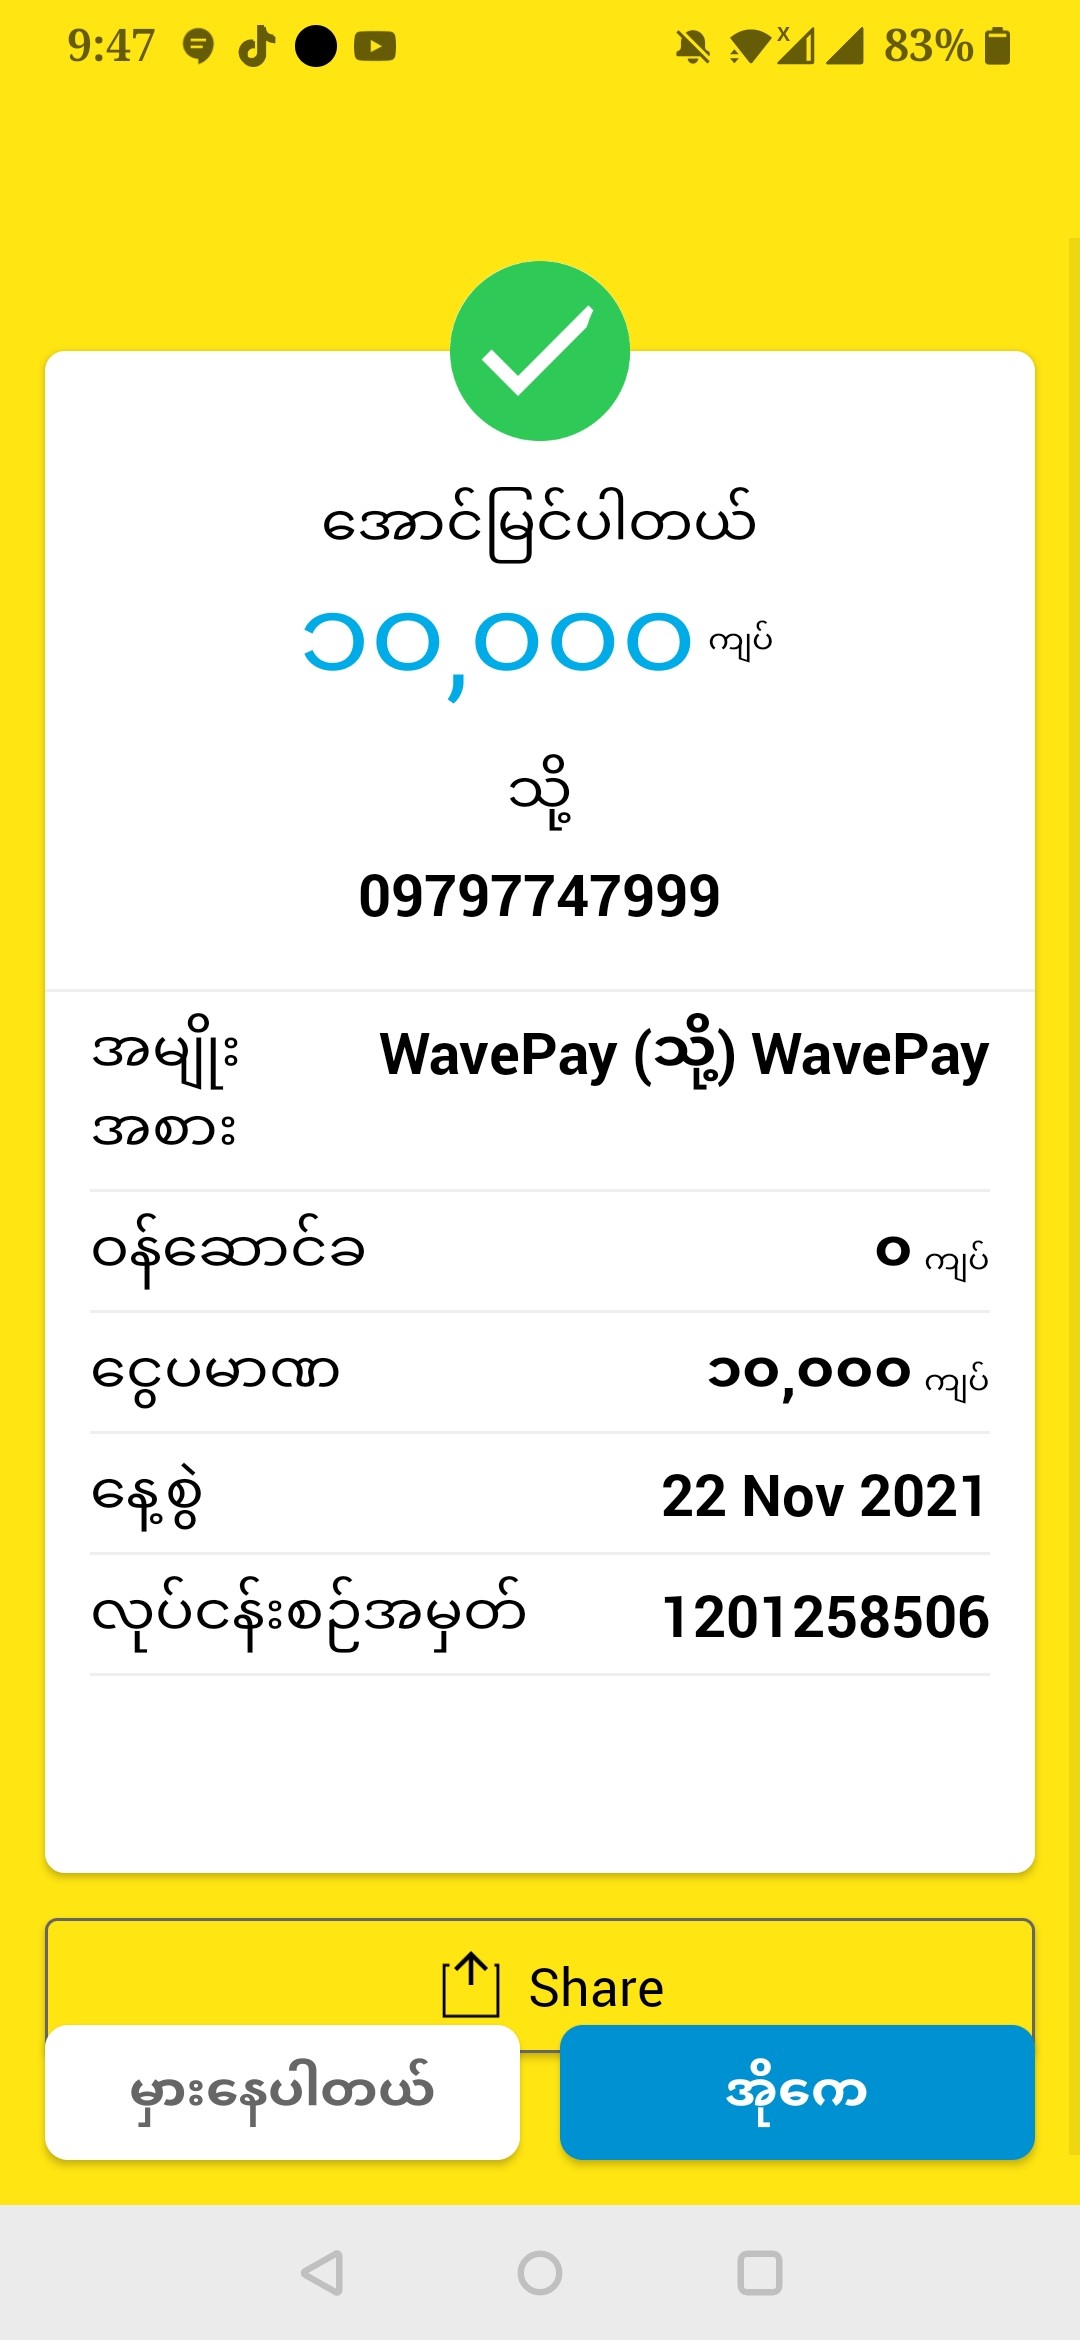 9:47
83%
အောင်မြင်ပါတယ်
၁၀,၀၀၀ ကျပ်
သို့
09797747999
အမျိုး WavePay (သို့) WavePay
အစား
ဝန်ဆောင်ခ ၀ ကျပ်
ငွေပမာဏ ၁၀,၀၀၀ ကျပ်
နေ့စွဲ 22 Nov 2021
လုပ်ငန်းစဉ်အမှတ် 1201258506
Share
မှားနေပါတယ် အိုကေ